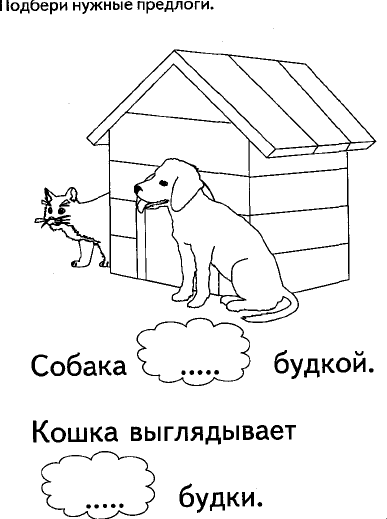 Подбери нужные предлоги.
Собака ..... будкой.
Кошка выглядывает
..... будки.